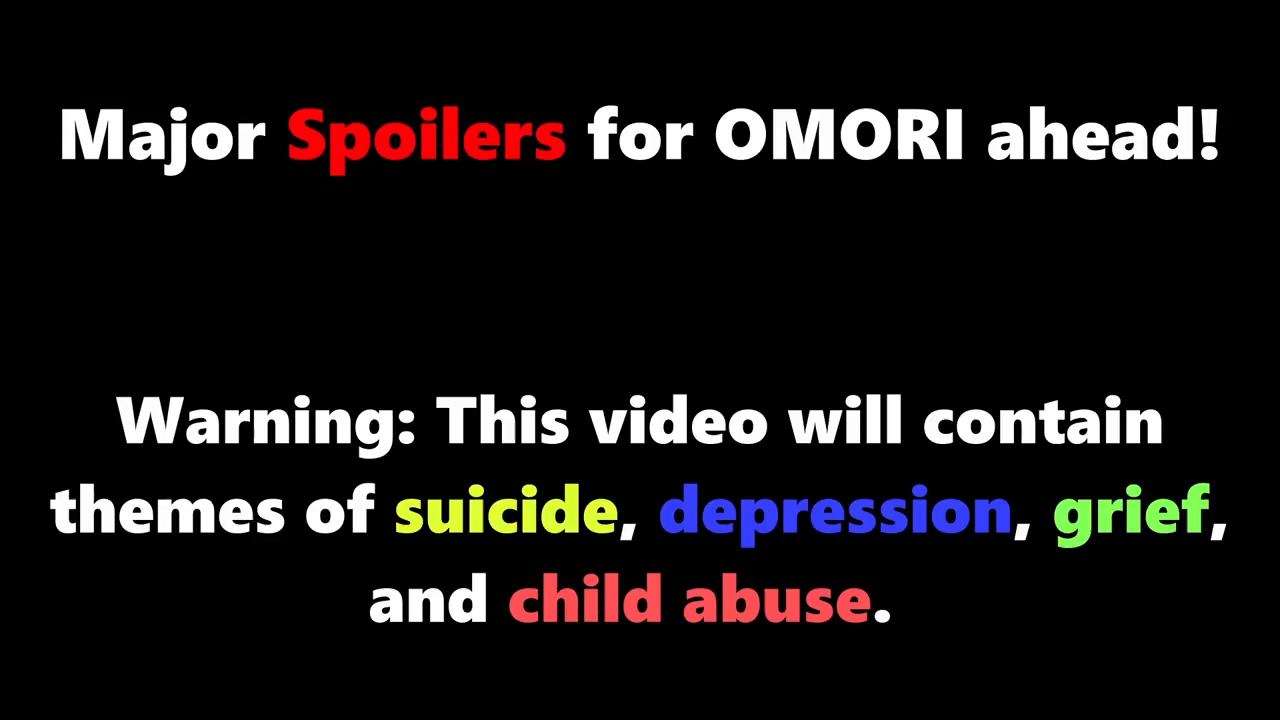 Major Spoilers for OMORI ahead!
Warning: This video will contain
themes of suicide, depression, grief,
and child abuse.